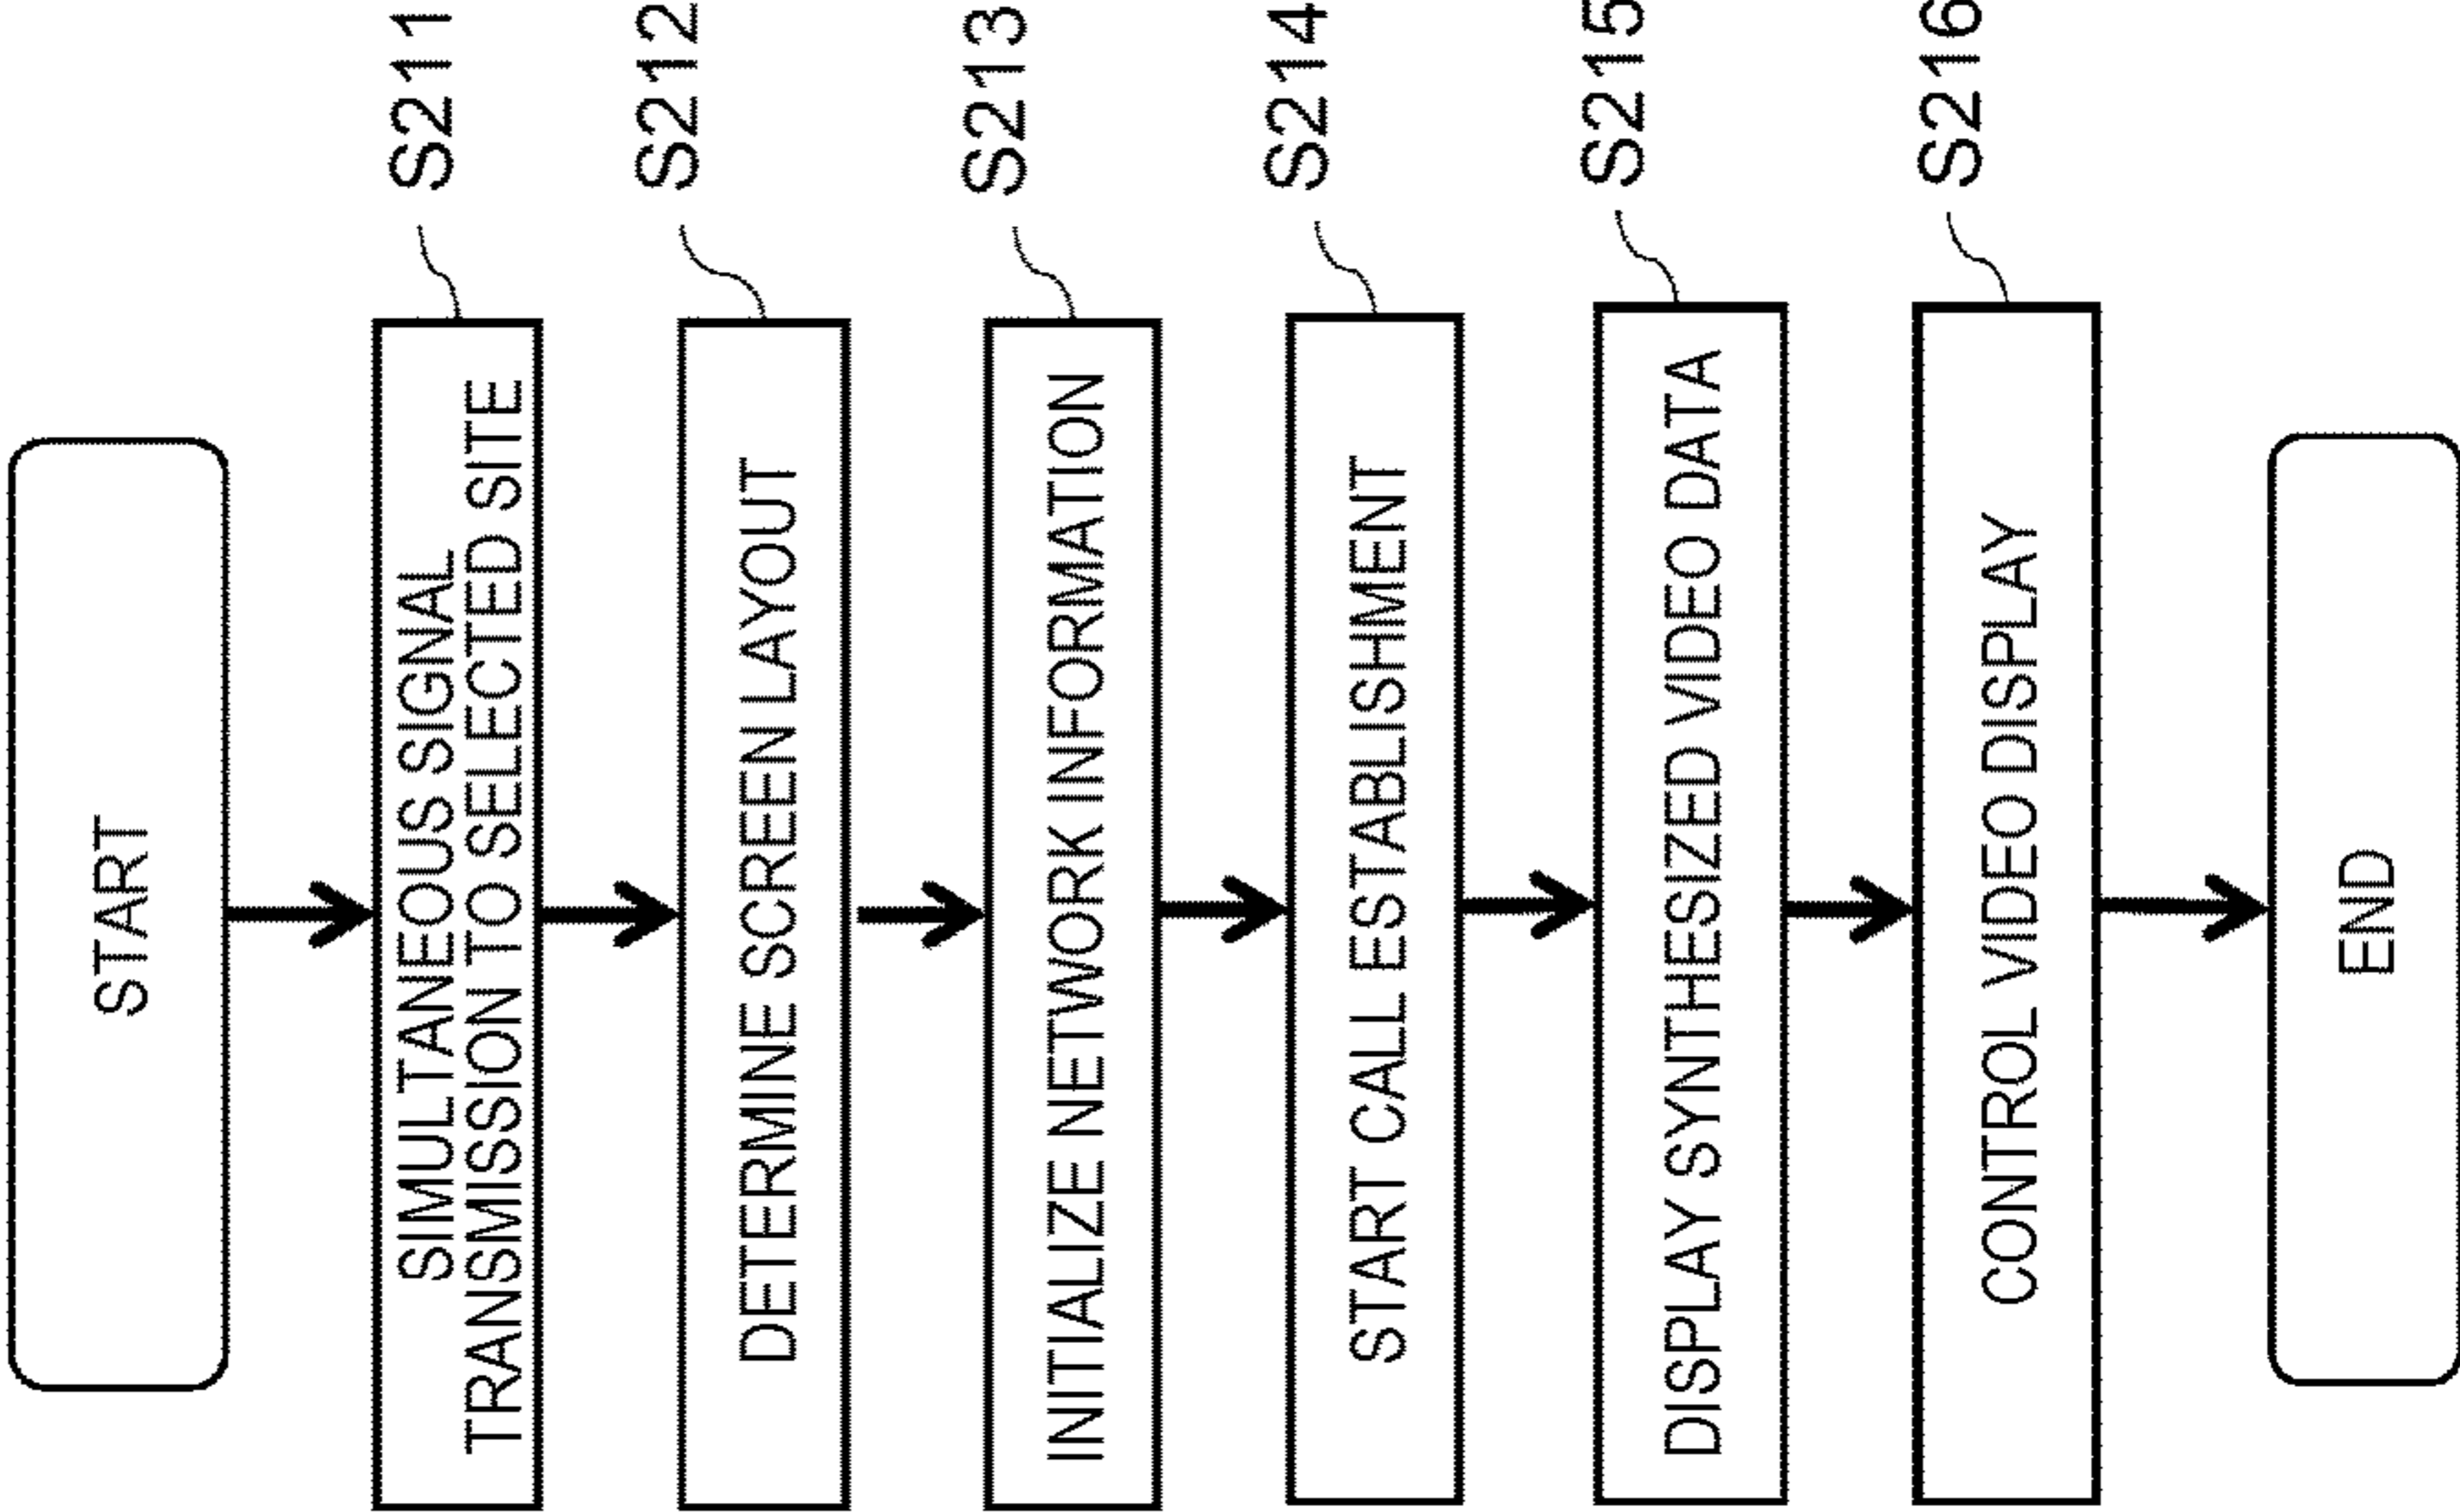 START
SIMULTANEOUS SIGNAL
TRANSMISSION TO SELECTED SITE
S211
DETERMINE SCREEN LAYOUT
S212
INITIALIZE NETWORK INFORMATION
S213
START CALL ESTABLISHMENT
S214
DISPLAY SYNTHESIZED VIDEO DATA
S215
CONTROL VIDEO DISPLAY
S216
END